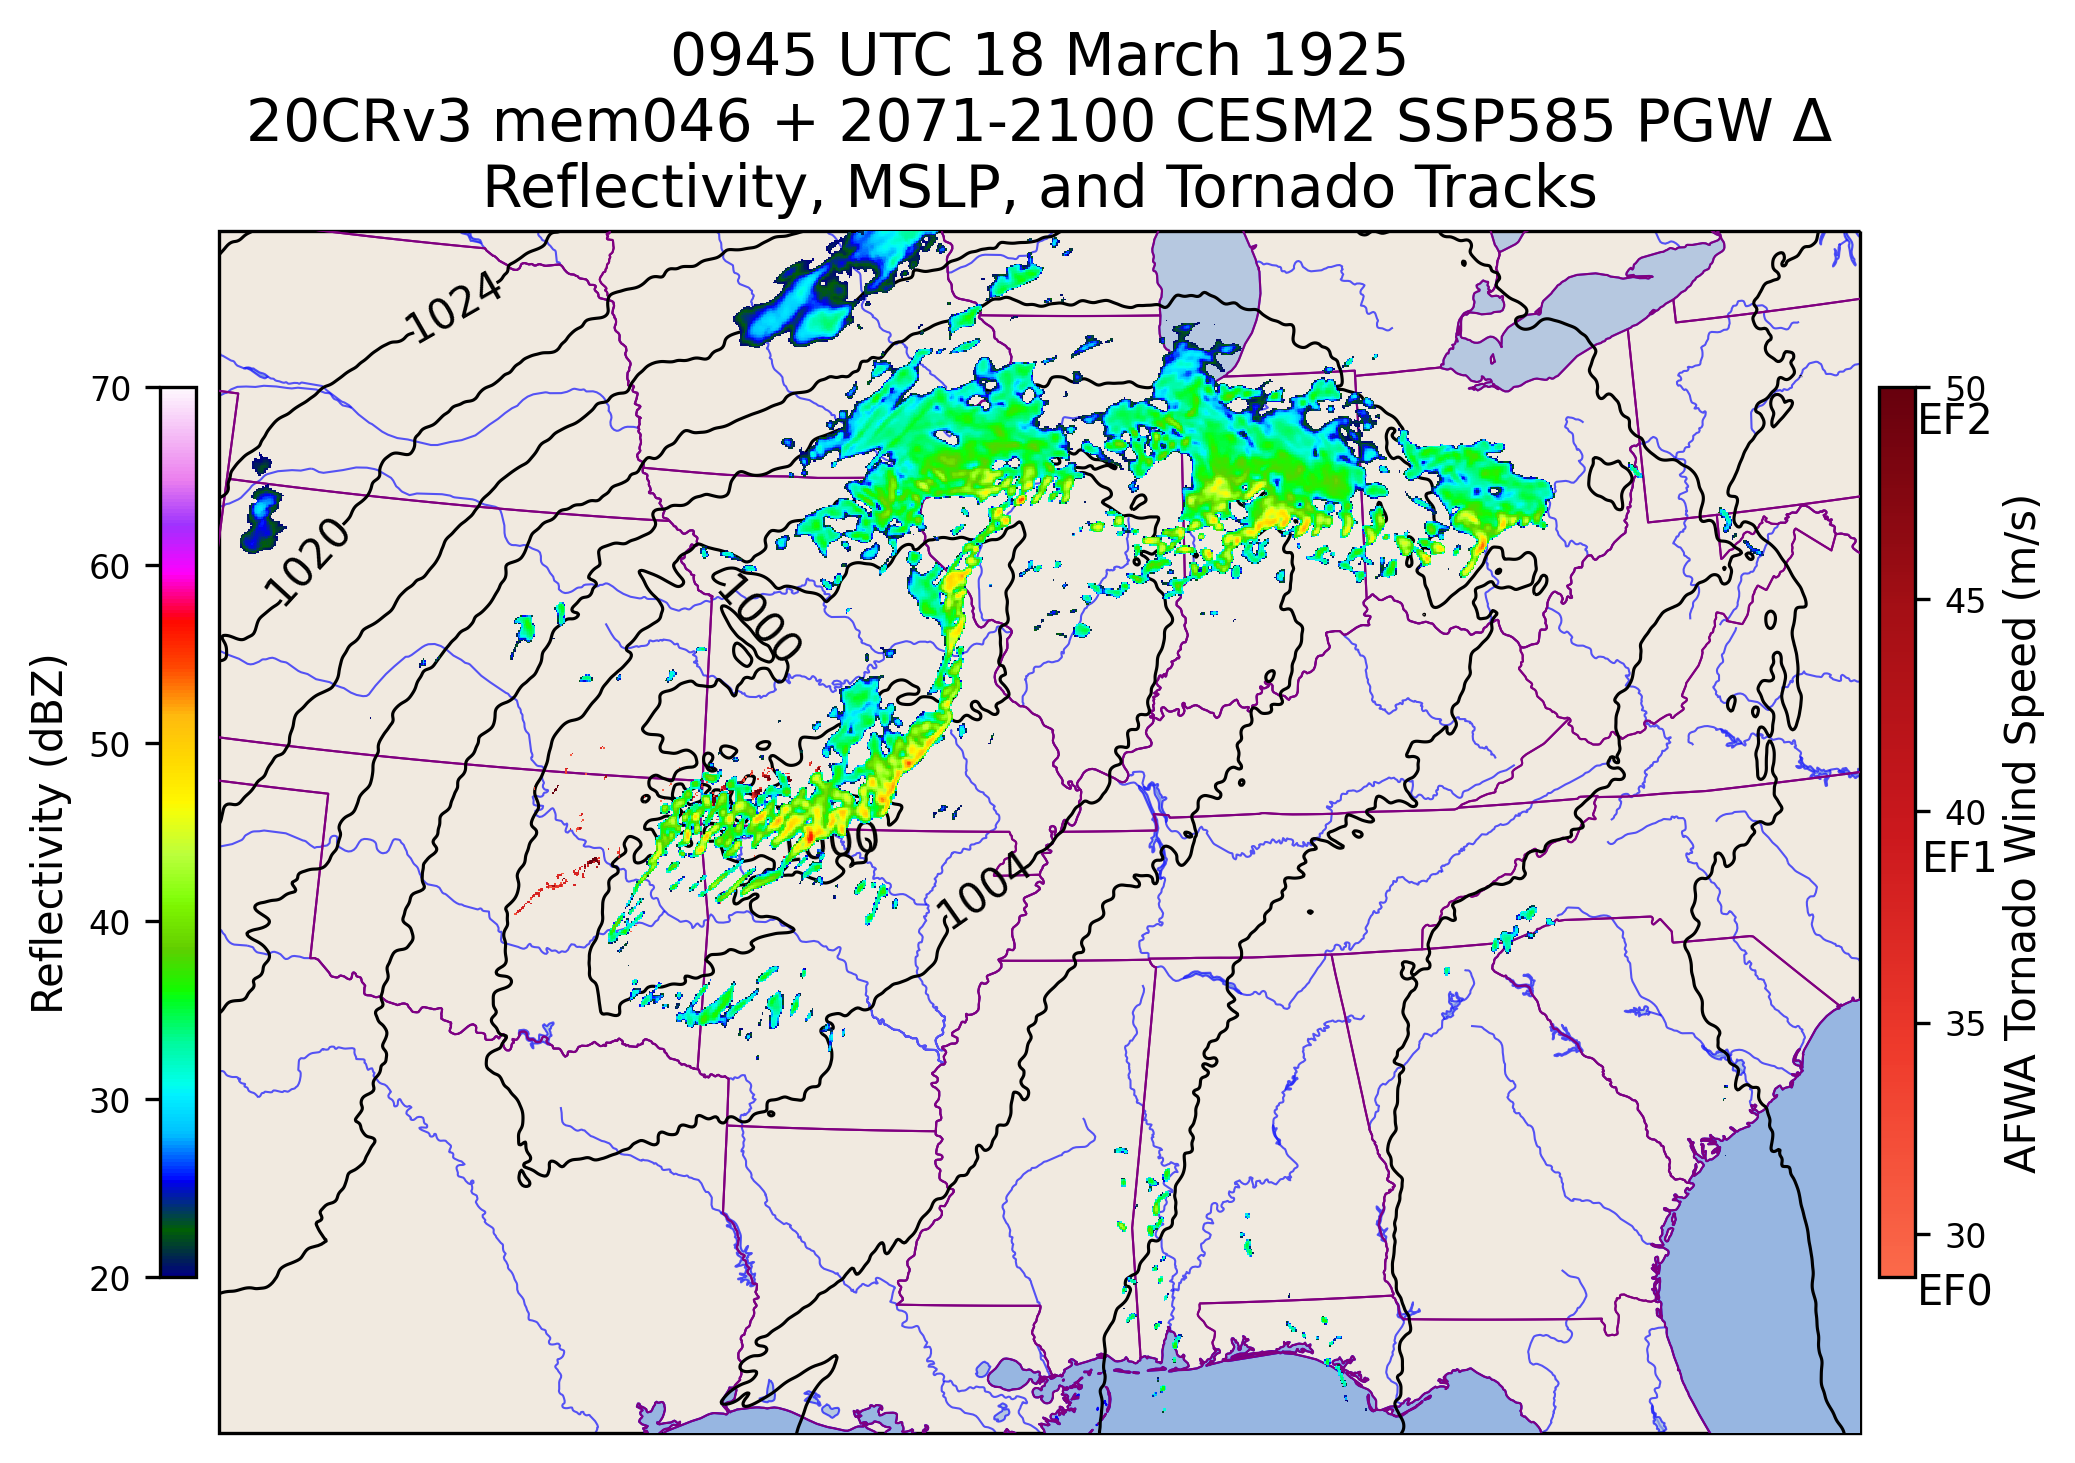 0945 UTC 18 March 1925
20CRv3 mem046 + 2071-2100 CESM2 SSP585 PGW Δ
Reflectivity, MSLP, and Tornado Tracks
1024
1020
1000
1004
70
60
50
40
30
20
Reflectivity (dBZ)
50
EF2
45
40
EF1
35
30
EF0
AFWA Tornado Wind Speed (m/s)